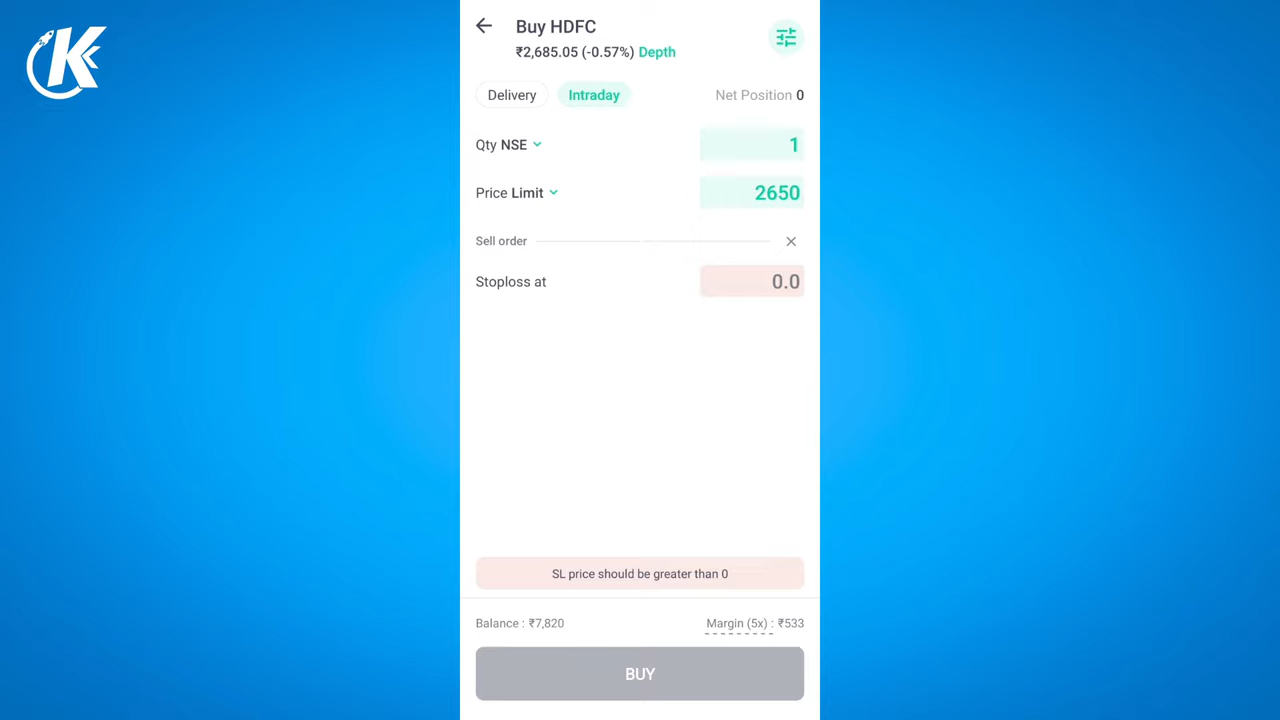 K
Buy HDFC
₹2,685.05 (-0.57%) Depth
Delivery Intraday Net Position 0
Qty NSE 1
Price Limit 2650
Sell order
Stoploss at 0.0
SL price should be greater than 0
Balance : ₹7,820 Margin (5x) : ₹533
BUY